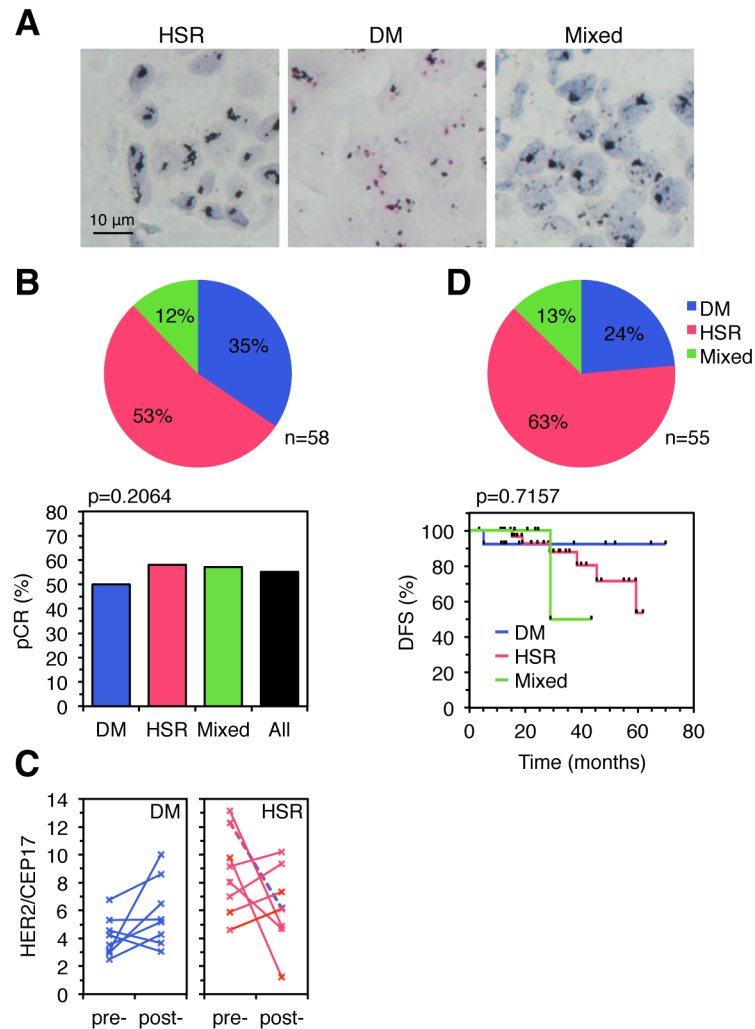 A
HSR DM Mixed
10 µm
B
12%
35%
53%
n=58
p=0.2064
80
70
60
50
40
30
20
10
0
pCR (%)
DM HSR Mixed All
D
13%
24%
63%
DM
HSR
Mixed
n=55
p=0.7157
100
80
60
40
20
0
DFS (%)
DM
HSR
Mixed
0 20 40 60 80
Time (months)
C
14
12
10
8
6
4
2
0
HER2/CEP17
DM HSR
pre- post- pre- post-